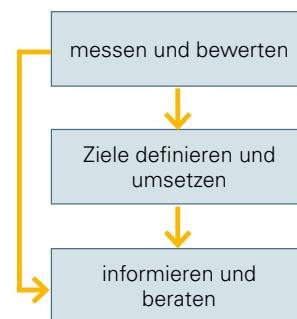 messen und bewerten
Ziele definieren und
umsetzen
informieren und
beraten